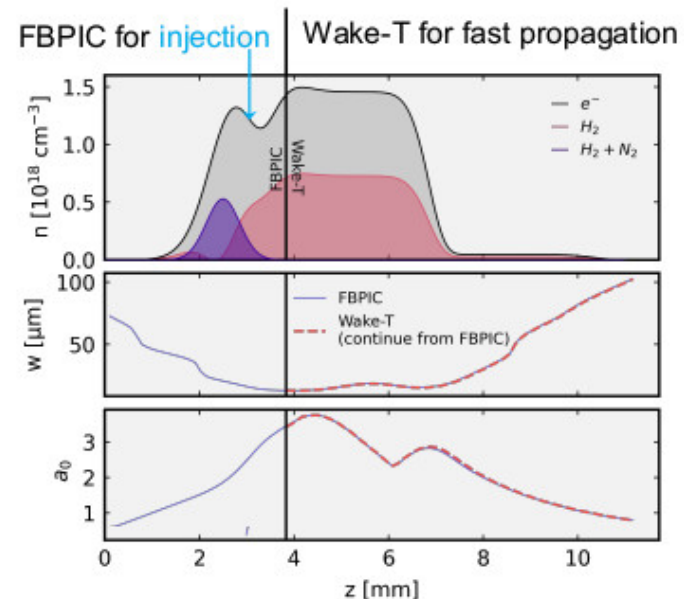 FBPIC for injection
Wake-T for fast propagation
n [10¹⁸ cm⁻³]
1.5
1.0
0.5
0.0
e⁻
H₂
H₂ + N₂
FBPIC
Wake-T
w [μm]
100
50
FBPIC
Wake-T
(continue from FBPIC)
a₀
3
2
1
0 2 4 6 8 10
z [mm]